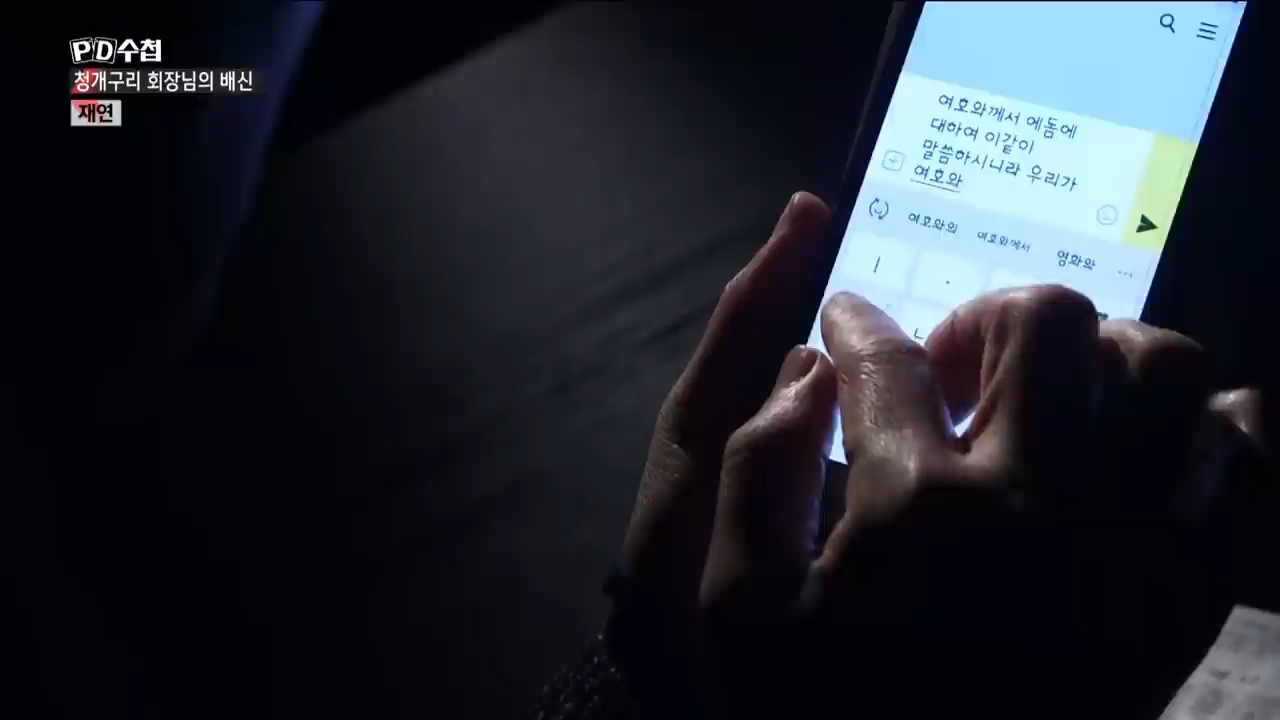 PD수첩
청개구리 회장님의 배신
재연
여호와께서 에돔에
대하여 이같이
말씀하시니라 우리가
여호와
여호와의 여호와께서 영화와 ...
ㅣ .